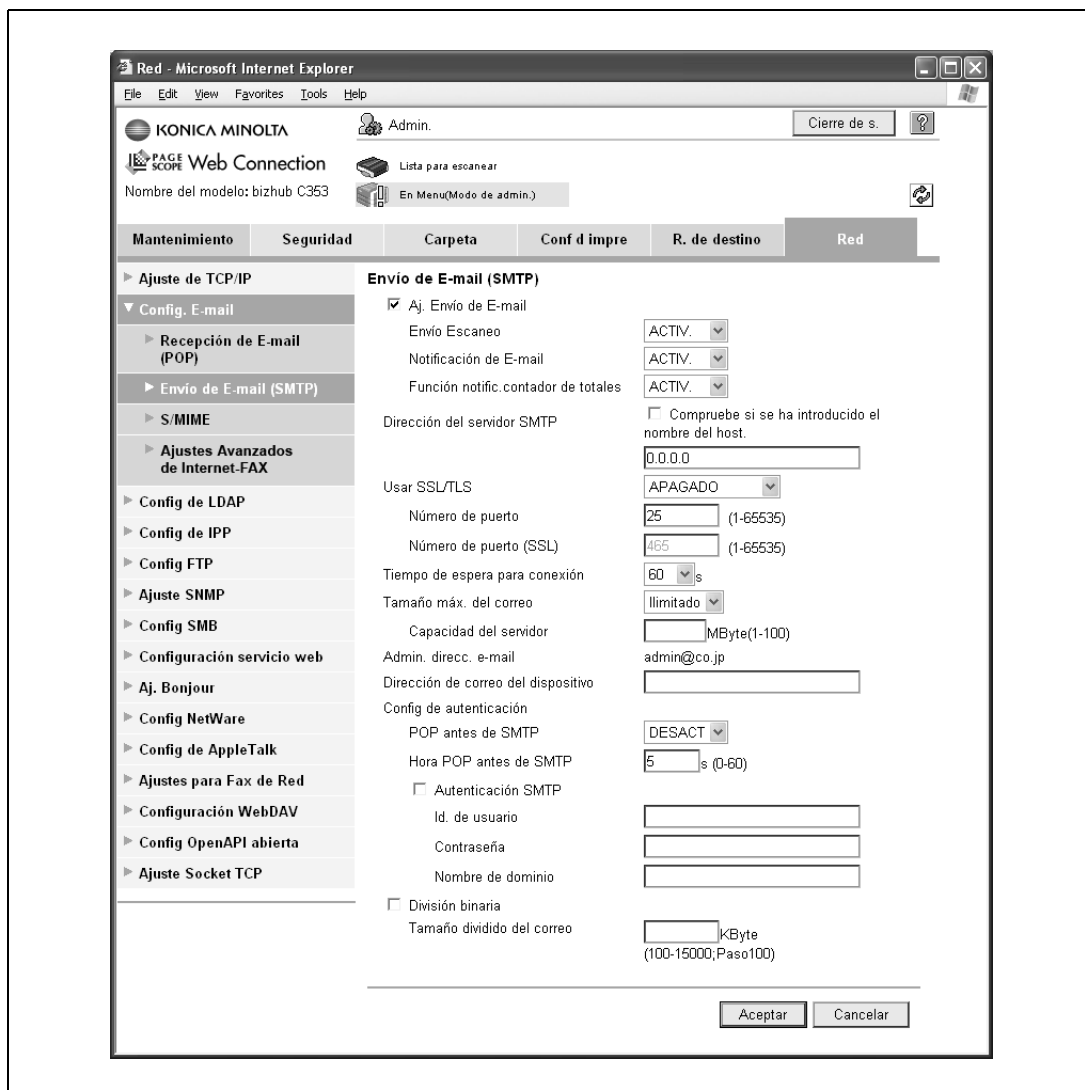 Red - Microsoft Internet Explorer
File Edit View Favorites Tools Help
KONICA MINOLTA
Admin.
Cierre de s.
?
PAGE SCOPE Web Connection
Lista para escanear
Nombre del modelo: bizhub C353
En Menu(Modo de admin.)
Mantenimiento Seguridad Carpeta Conf d impre R. de destino Red
Ajuste de TCP/IP
Config. E-mail
Recepción de E-mail
(POP)
Envío de E-mail (SMTP)
S/MIME
Ajustes Avanzados
de Internet-FAX
Config de LDAP
Config de IPP
Config FTP
Ajuste SNMP
Config SMB
Configuración servicio web
Aj. Bonjour
Config NetWare
Config de AppleTalk
Ajustes para Fax de Red
Configuración WebDAV
Config OpenAPI abierta
Ajuste Socket TCP
Envío de E-mail (SMTP)
Aj. Envío de E-mail
Envío Escaneo ACTIV.
Notificación de E-mail ACTIV.
Función notific.contador de totales ACTIV.
Dirección del servidor SMTP Compruebe si se ha introducido el
nombre del host.
0.0.0.0
Usar SSL/TLS APAGADO
Número de puerto 25 (1-65535)
Número de puerto (SSL) 465 (1-65535)
Tiempo de espera para conexión 60 s
Tamaño máx. del correo Ilimitado
Capacidad del servidor MByte(1-100)
Admin. direcc. e-mail admin@co.jp
Dirección de correo del dispositivo
Config de autenticación
POP antes de SMTP DESACT
Hora POP antes de SMTP 5 s (0-60)
Autenticación SMTP
Id. de usuario
Contraseña
Nombre de dominio
División binaria
Tamaño dividido del correo KByte
(100-15000;Paso100)
Aceptar Cancelar